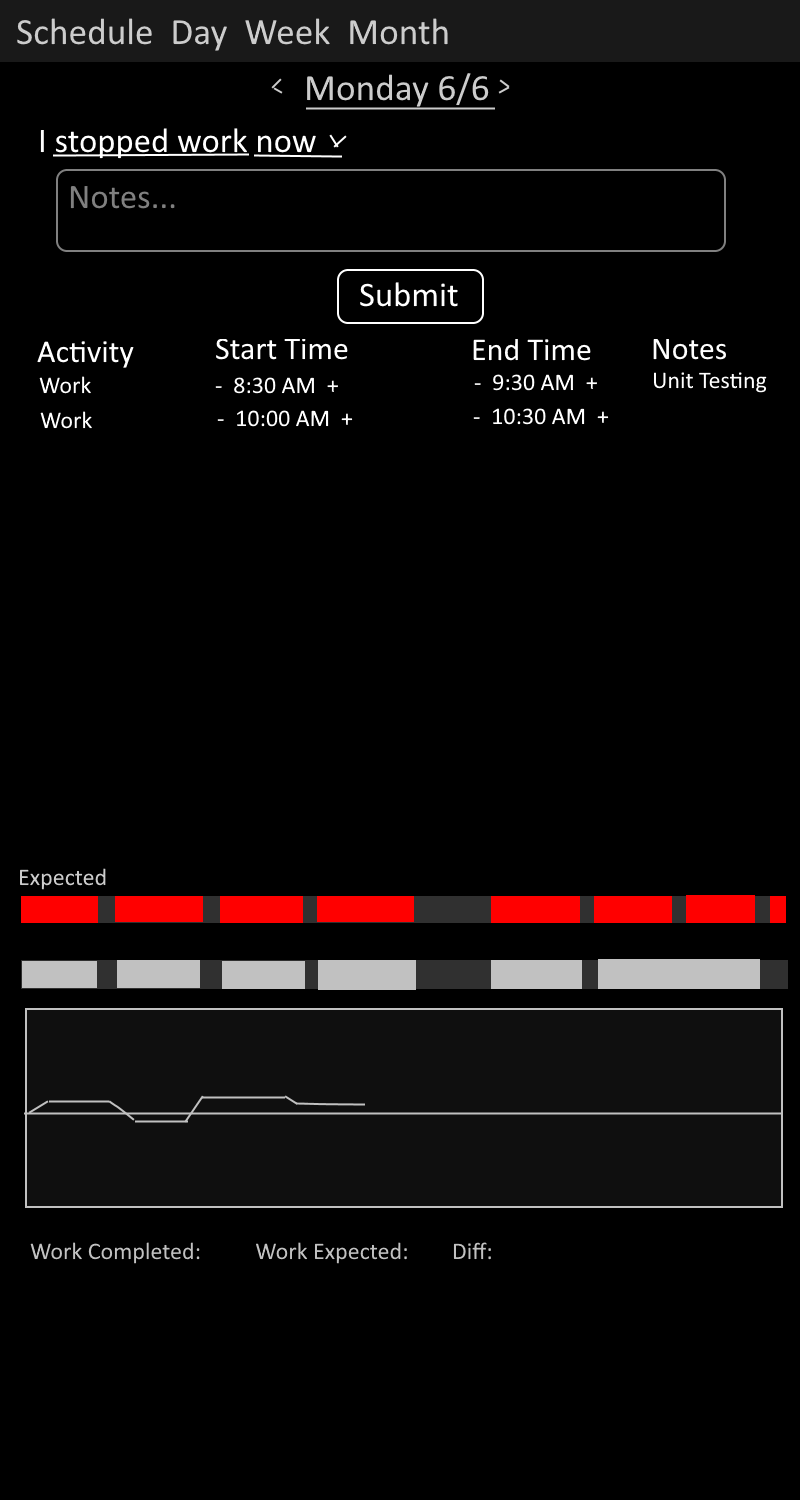 Schedule Day Week Month
< Monday 6/6 >
I stopped work now
Notes...
Submit
Activity Start Time End Time Notes
Work - 8:30 AM + - 9:30 AM + Unit Testing
Work - 10:00 AM + - 10:30 AM +
Expected
Work Completed: Work Expected: Diff: